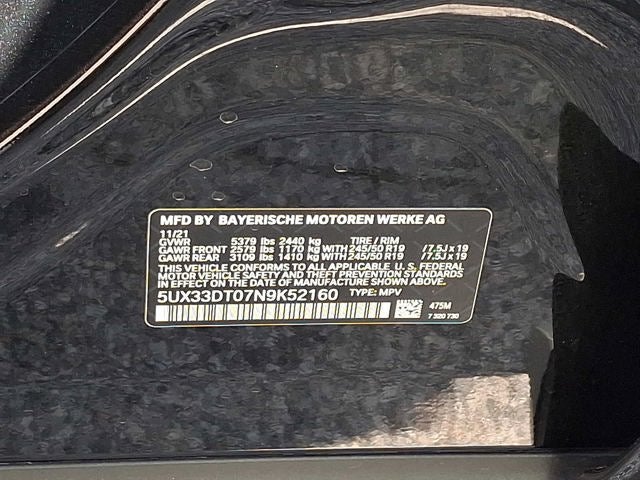 MFD BY BAYERISCHE MOTOREN WERKE AG
11/21
GVWR 5379 lbs 2440 kg TIRE / RIM
GAWR FRONT 2579 lbs 1170 kg WITH 245/50 R19 /7.5J x 19
GAWR REAR 3109 lbs 1410 kg WITH 245/50 R19 /7.5J x 19
THIS VEHICLE CONFORMS TO ALL APPLICABLE U.S. FEDERAL
MOTOR VEHICLE SAFETY AND THEFT PREVENTION STANDARDS
IN EFFECT ON THE DATE OF MANUFACTURE SHOWN ABOVE.
5UX33DT07N9K52160 TYPE: MPV
475M
7 320 730